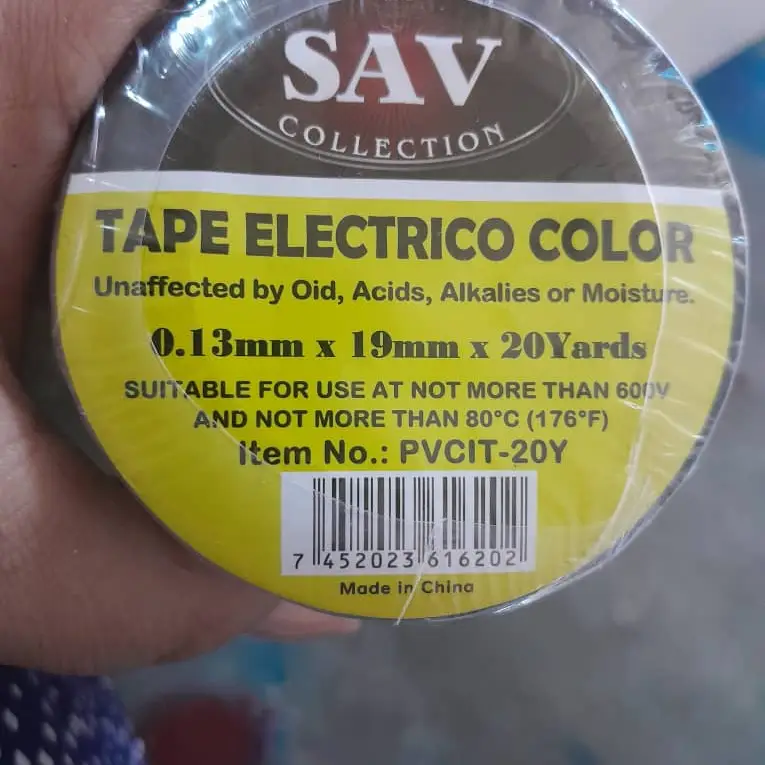 SAV
COLLECTION
TAPE ELECTRICO COLOR
Unaffected by Oid, Acids, Alkalies or Moisture.
0.13mm x 19mm x 20Yards
SUITABLE FOR USE AT NOT MORE THAN 600V
AND NOT MORE THAN 80°C (176°F)
Item No.: PVCIT-20Y
7 452023 616202
Made in China